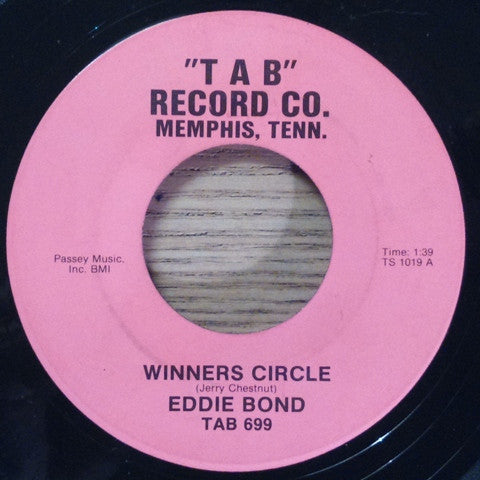 "T A B"
RECORD CO.
MEMPHIS, TENN.
Passey Music.
Inc. BMI
Time: 1:39
TS 1019 A
WINNERS CIRCLE
(Jerry Chestnut)
EDDIE BOND
TAB 699